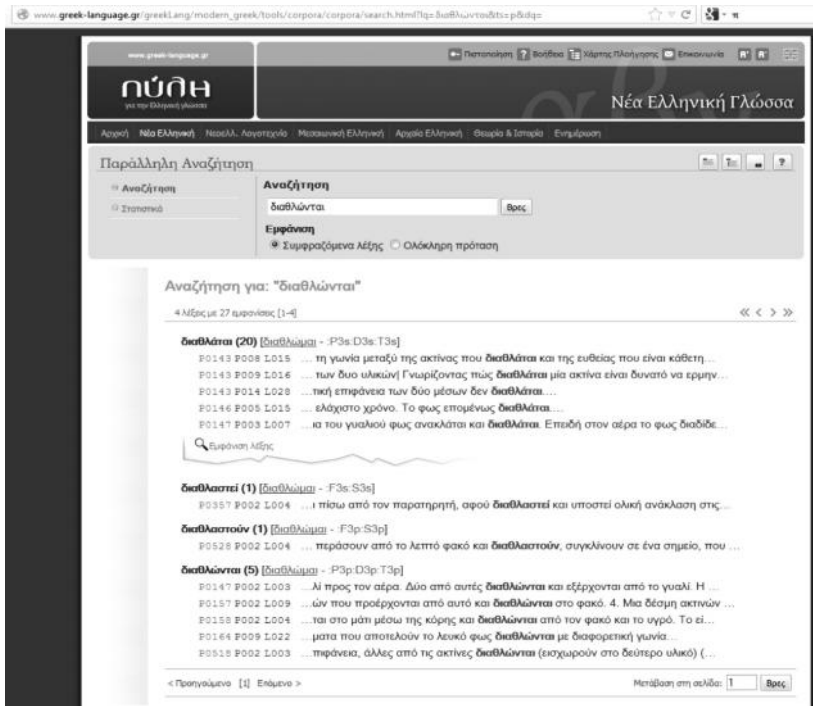 www.greek-language.gr/greekLang/modern_greek/tools/corpora/corpora/search.html?lq=διαθλώνται&ts=p&dq=
www.greek-language.gr
Πιστοποίηση Βοήθεια Χάρτης Πλοήγησης Επικοινωνία
πύλη
για την Ελληνική γλώσσα
Νέα Ελληνική Γλώσσα
Αρχική Νέα Ελληνική Νεοελλ. Λογοτεχνία Μεσαιωνική Ελληνική Αρχαία Ελληνική Θεωρία & Ιστορία Ενημέρωση
Παράλληλη Αναζήτηση
Αναζήτηση
Στατιστικά
Αναζήτηση
διαθλώνται Βρες
Εμφάνιση
Συμφραζόμενα λέξης Ολόκληρη πρόταση
Αναζήτηση για: "διαθλώνται"
4 λέξεις με 27 εμφανίσεις [1-4]
διαθλάται (20) [διαθλώμαι - :P3s:D3s:T3s]
P0143 P008 L015 ... τη γωνία μεταξύ της ακτίνας που διαθλάται και της ευθείας που είναι κάθετη...
P0143 P009 L016 ... των δυο υλικών| Γνωρίζοντας πώς διαθλάται μία ακτίνα είναι δυνατό να ερμην...
P0143 P014 L028 ...τική επιφάνεια των δύο μέσων δεν διαθλάται....
P0146 P005 L015 ... ελάχιστο χρόνο. Το φως επομένως διαθλάται....
P0147 P003 L007 ...ια του γυαλιού φως ανακλάται και διαθλάται. Επειδή στον αέρα το φως διαδίδε...
Εμφάνιση λέξης
διαθλαστεί (1) [διαθλώμαι - :F3s:S3s]
P0357 P002 L004 ...ι πίσω από τον παρατηρητή, αφού διαθλαστεί και υποστεί ολική ανάκλαση στις...
διαθλαστούν (1) [διαθλώμαι - :F3p:S3p]
P0528 P002 L004 ... περάσουν από το λεπτό φακό και διαθλαστούν, συγκλίνουν σε ένα σημείο, που ...
διαθλώνται (5) [διαθλώμαι - :P3p:D3p:T3p]
P0147 P002 L003 ...λί προς τον αέρα. Δύο από αυτές διαθλώνται και εξέρχονται από το γυαλί. Η ...
P0157 P002 L009 ...ών που προέρχονται από αυτό και διαθλώνται στο φακό. 4. Μια δέσμη ακτινών ...
P0158 P002 L004 ...ται στο μάτι μέσω της κόρης και διαθλώνται από τον φακό και το υγρό. Το εί...
P0164 P009 L022 ...ματα που αποτελούν το λευκό φως διαθλώνται με διαφορετική γωνία...
P0518 P002 L003 ...πιφάνεια, άλλες από τις ακτίνες διαθλώνται (εισχωρούν στο δεύτερο υλικό) (...
< Προηγούμενο [1] Επόμενο > Μετάβαση στη σελίδα: 1 Βρες